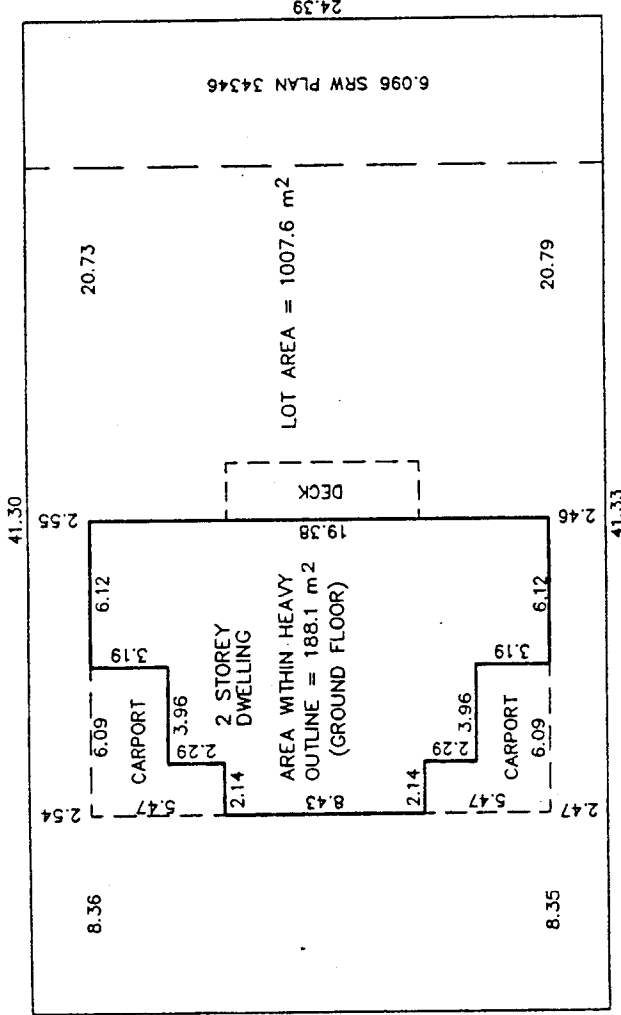 24.39
6.096 SRW PLAN 34346
20.73
LOT AREA = 1007.6 m²
20.79
41.30
2.55
DECK
19.38
2.46
41.33
6.12
6.12
3.19
3.19
2 STOREY
DWELLING
AREA WITHIN HEAVY
OUTLINE = 188.1 m²
(GROUND FLOOR)
6.09
CARPORT
3.96
2.29
3.96
2.29
CARPORT
6.09
2.54
5.47
2.14
8.43
2.14
5.47
2.47
8.36
8.35